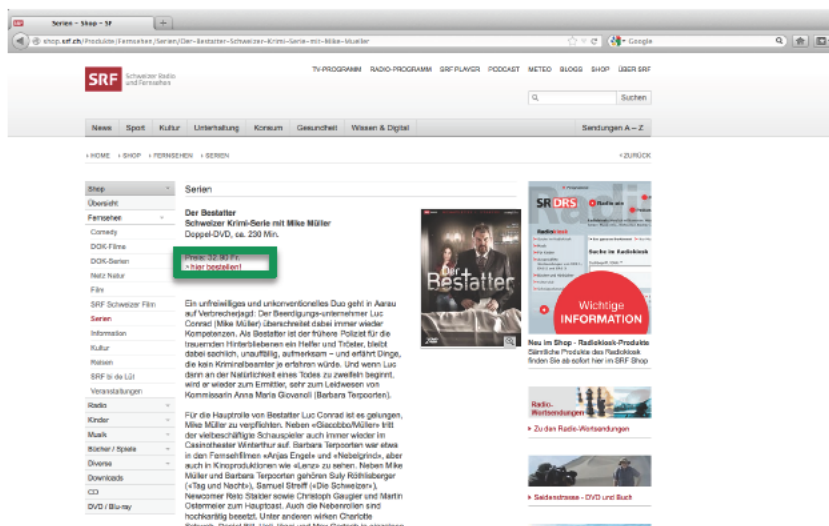 Serien – Shop – SF
shop.srf.ch/Produkte/Fernsehen/Serien/Der-Bestatter-Schweizer-Krimi-Serie-mit-Mike-Mueller
Google
SRF Schweizer Radio
und Fernsehen
TV-PROGRAMM RADIO-PROGRAMM SRF PLAYER PODCAST METEO BLOGS SHOP ÜBER SRF
Suchen
News Sport Kultur Unterhaltung Konsum Gesundheit Wissen & Digital Sendungen A – Z
HOME SHOP FERNSEHEN SERIEN ZURÜCK
Shop
Übersicht
Fernsehen
Comedy
DOK-Filme
DOK-Serien
Netz Natur
Film
SRF Schweizer Film
Serien
Information
Kultur
Reisen
SRF bi de Lüt
Veranstaltungen
Radio
Kinder
Musik
Bücher / Spiele
Diverse
Downloads
CD
DVD / Blu-ray
Serien
Der Bestatter
Schweizer Krimi-Serie mit Mike Müller
Doppel-DVD, ca. 230 Min.
Preis: 32.90 Fr.
> hier bestellen!
Ein unfreiwilliges und unkonventionelles Duo geht in Aarau
auf Verbrecherjagd: Der Beerdigungs-unternehmer Luc
Conrad (Mike Müller) überschreitet dabei immer wieder
Kompetenzen. Als Bestatter ist der frühere Polizist für die
trauernden Hinterbliebenen ein Helfer und Tröster, bleibt
dabei sachlich, unauffällig, aufmerksam – und erfährt Dinge,
die kein Kriminalbeamter je erfahren würde. Und wenn Luc
dann an der Natürlichkeit eines Todes zu zweifeln beginnt,
wird er wieder zum Ermittler, sehr zum Leidwesen von
Kommissarin Anna Maria Giovanoli (Barbara Terpoorten).
Für die Hauptrolle von Bestatter Luc Conrad ist es gelungen,
Mike Müller zu verpflichten. Neben «Giacobbo/Müller» tritt
der vielbeschäftigte Schauspieler auch immer wieder im
Casinotheater Winterthur auf. Barbara Terpoorten war etwa
in den Fernsehfilmen «Anjas Engel» und «Nebelgrind», aber
auch in Kinoproduktionen wie «Lenz» zu sehen. Neben Mike
Müller und Barbara Terpoorten gehören Suly Röthlisberger
(«Tag und Nacht»), Samuel Streiff («Die Schweizer»),
Newcomer Reto Stalder sowie Christoph Gaugler und Martin
Ostermeier zum Hauptcast. Auch die Nebenrollen sind
hochkarätig besetzt. Unter anderen wirken Charlotte
Der
Bestatter
SR DRS
Radiokiosk
Suche im Radiokiosk
Wichtige
INFORMATION
Neu im Shop - Radiokiosk-Produkte
Sämtliche Produkte des Radiokiosk
finden Sie ab sofort hier im SRF Shop
Radio-
Wortsendungen
Zu den Radio-Wortsendungen
Seidenstrasse - DVD und Buch